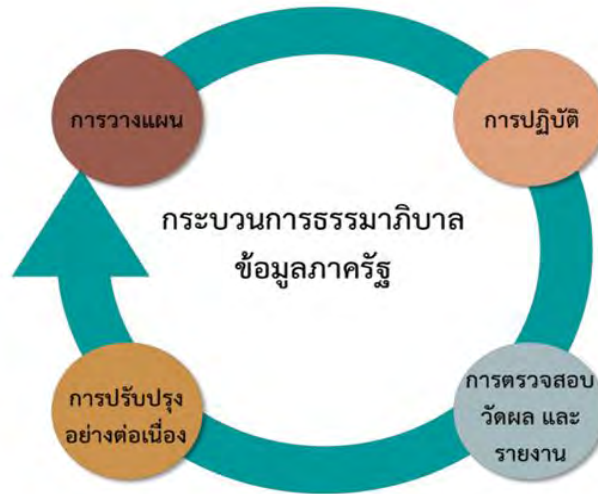 การวางแผน
การปฏิบัติ
กระบวนการธรรมาภิบาล
ข้อมูลภาครัฐ
การปรับปรุง
อย่างต่อเนื่อง
การตรวจสอบ
วัดผล และ
รายงาน